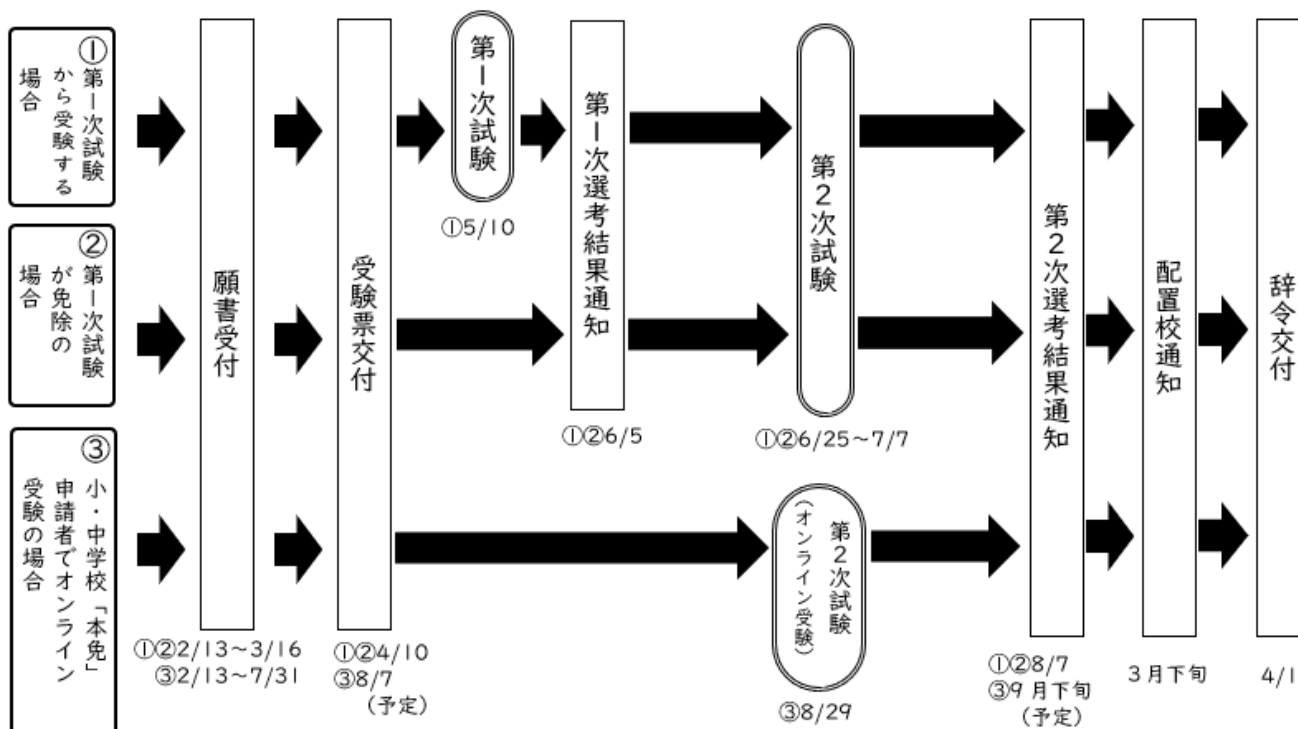 ①第一次試験
から受験する
場合
②第一次試験
が免除の
場合
③小・中学校「本免」
申請者でオンライン
受験の場合
願書受付
①②2/13~3/16
③2/13~7/31
受験票交付
①②4/10
③8/7
(予定)
第一次試験
①5/10
第一次選考結果通知
①②6/5
第2次試験
①②6/25~7/7
第2次試験
(オンライン受験)
③8/29
第2次選考結果通知
①②8/7
③9月下旬
(予定)
配置校通知
3月下旬
辞令交付
4/1